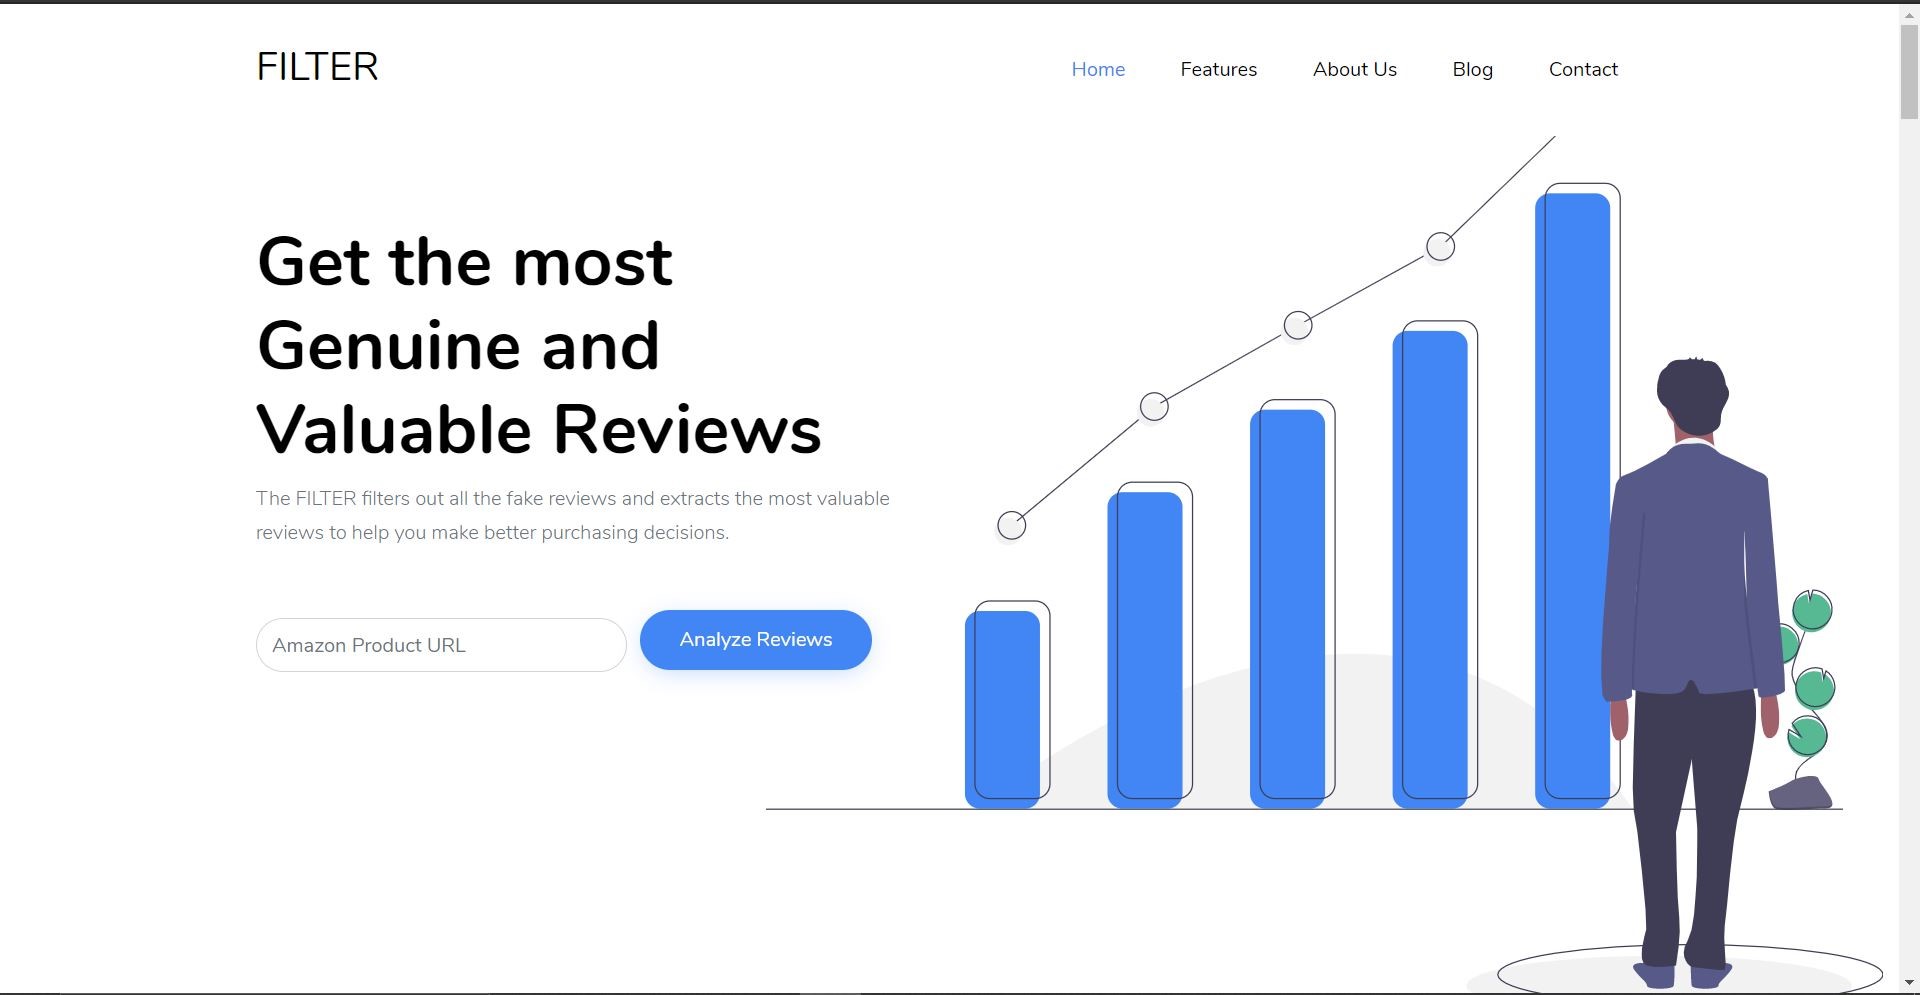 FILTER
Home Features About Us Blog Contact
Get the most
Genuine and
Valuable Reviews
The FILTER filters out all the fake reviews and extracts the most valuable
reviews to help you make better purchasing decisions.
Amazon Product URL
Analyze Reviews